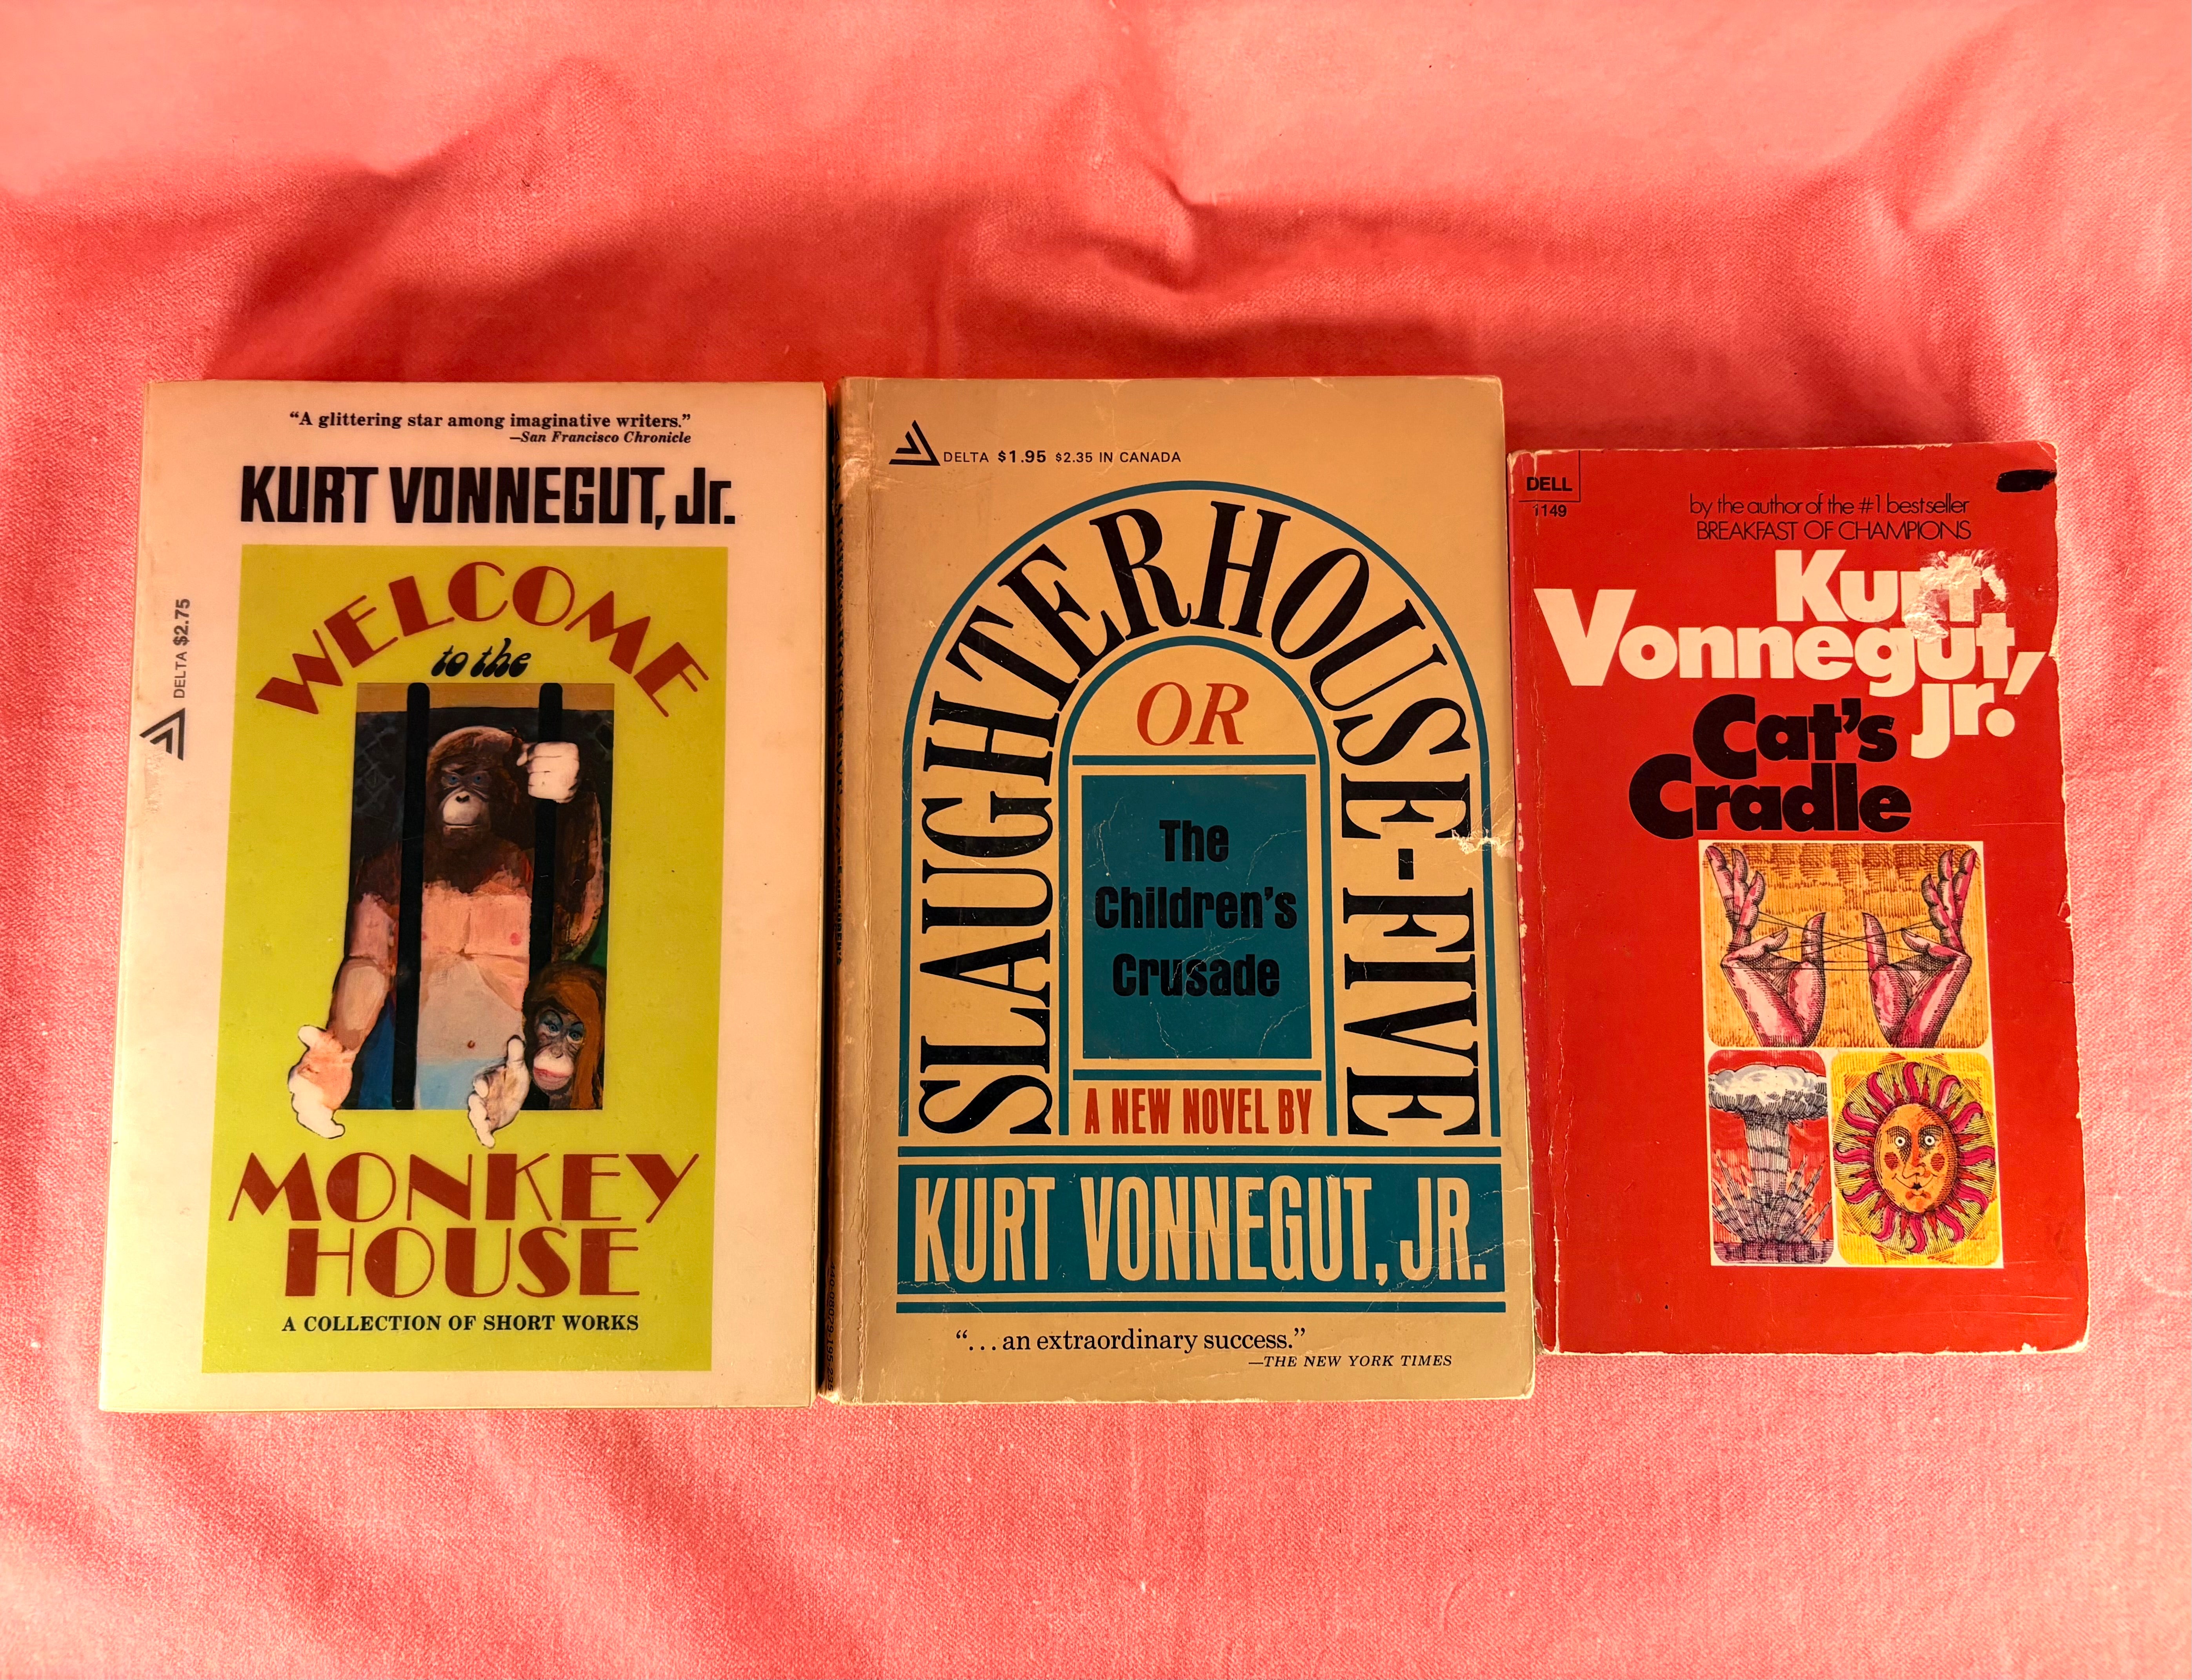 “A glittering star among imaginative writers.”
—San Francisco Chronicle
KURT VONNEGUT, Jr.
DELTA $2.75
WELCOME
to the
MONKEY
HOUSE
A COLLECTION OF SHORT WORKS
DELTA $1.95 $2.35 IN CANADA
SLAUGHTERHOUSE-FIVE
OR
The
Children's
Crusade
A NEW NOVEL BY
KURT VONNEGUT, JR.
“...an extraordinary success.”
—THE NEW YORK TIMES
DELL
1149
by the author of the #1 bestseller
BREAKFAST OF CHAMPIONS
Kurt
Vonnegut,
Jr.
Cat's
Cradle